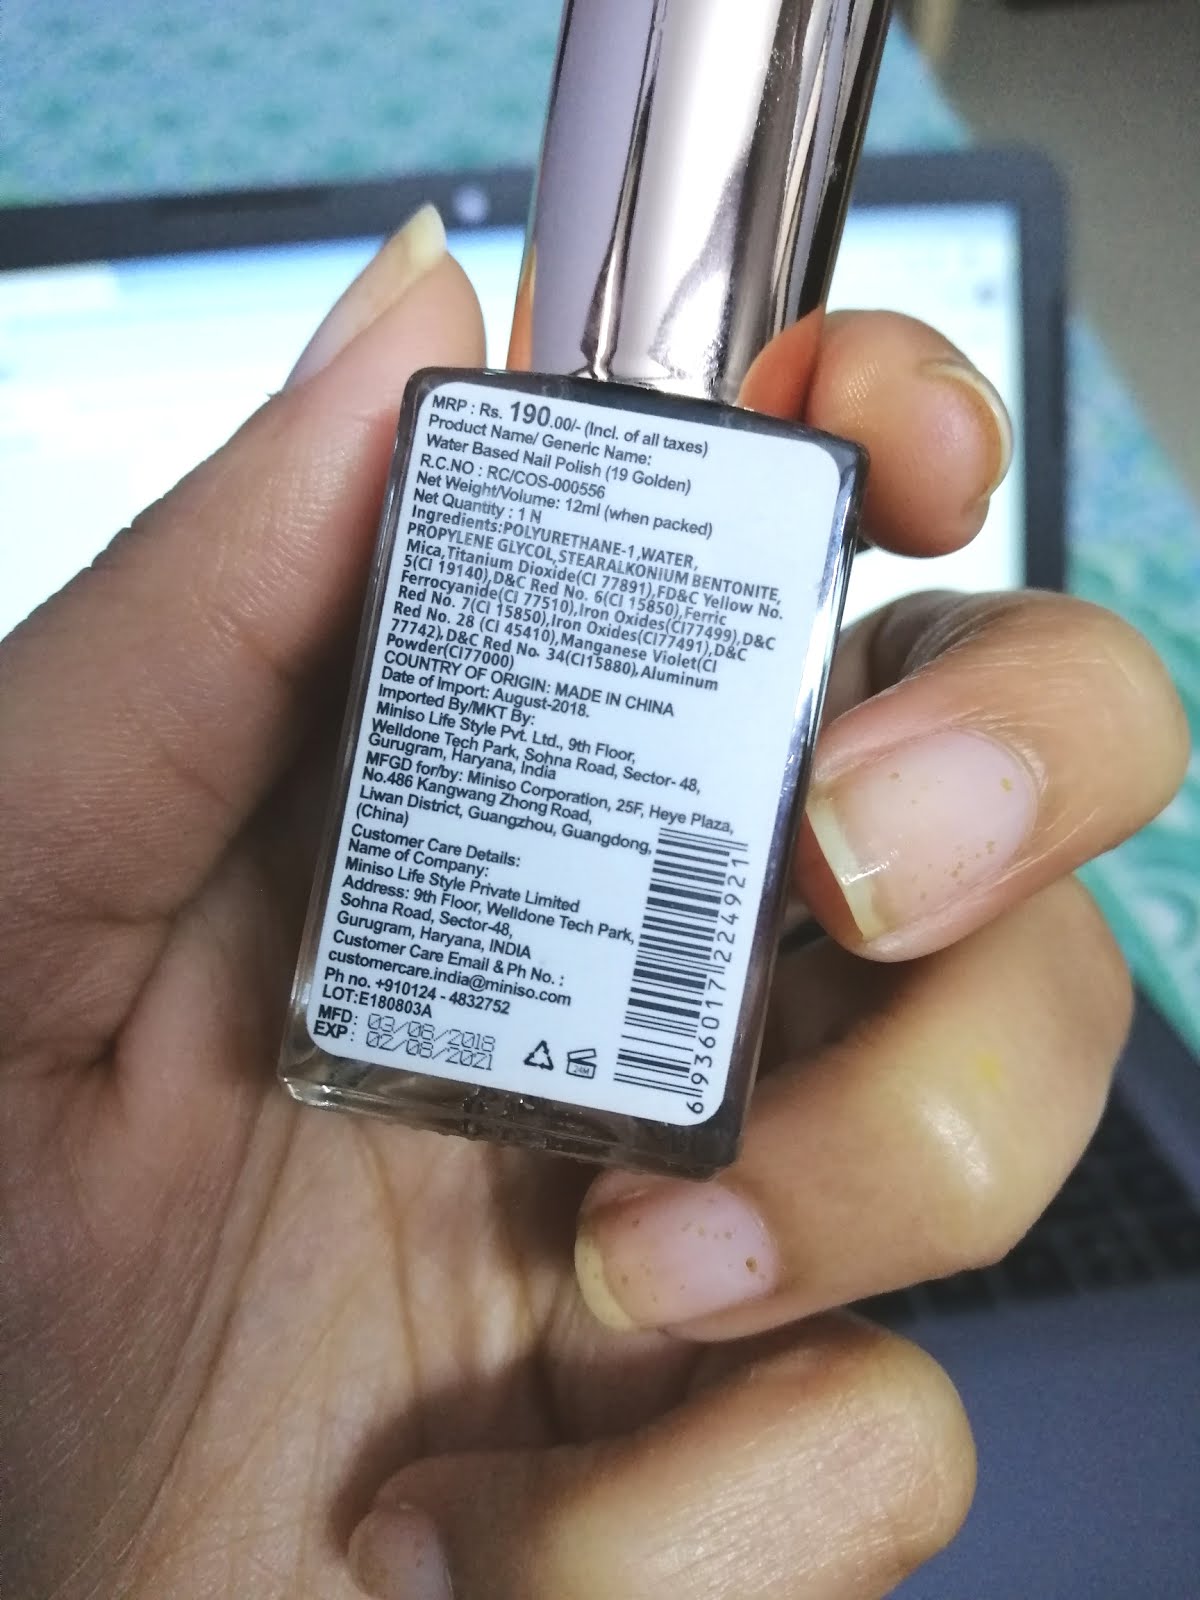 MRP : Rs. 190.00/- (Incl. of all taxes)
Product Name/ Generic Name:
Water Based Nail Polish (19 Golden)
R.C.NO : RC/COS-000556
Net Weight/Volume: 12ml (when packed)
Net Quantity : 1 N
Ingredients:POLYURETHANE-1,WATER,
PROPYLENE GLYCOL,STEARALKONIUM BENTONITE,
Mica,Titanium Dioxide(CI 77891),FD&C Yellow No.
5(CI 19140),D&C Red No. 6(CI 15850),Ferric
Ferrocyanide(CI 77510),Iron Oxides(CI77499),D&C
Red No. 7(CI 15850),Iron Oxides(CI77491),D&C
Red No. 28 (CI 45410),Manganese Violet(CI
77742),D&C Red No. 34(CI15880),Aluminum
Powder(CI77000)
COUNTRY OF ORIGIN: MADE IN CHINA
Date of Import: August-2018.
Imported By/MKT By:
Miniso Life Style Pvt. Ltd., 9th Floor,
Welldone Tech Park, Sohna Road, Sector- 48,
Gurugram, Haryana, India
MFGD for/by: Miniso Corporation, 25F, Heye Plaza,
No.486 Kangwang Zhong Road,
Liwan District, Guangzhou, Guangdong,
(China)
Customer Care Details:
Name of Company:
Miniso Life Style Private Limited
Address: 9th Floor, Welldone Tech Park,
Sohna Road, Sector-48,
Gurugram, Haryana, INDIA
Customer Care Email & Ph No. :
customercare.india@miniso.com
Ph no. +910124 - 4832752
LOT:E180803A
MFD: 03/08/2018
EXP: 02/08/2021
24M
6 936017 224921